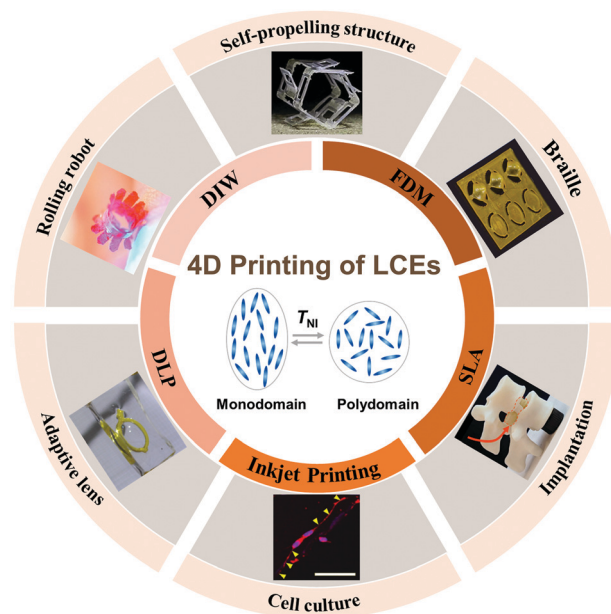 Self-propelling structure
Braille
Implantation
Cell culture
Adaptive lens
Rolling robot
DIW
FDM
SLA
Inkjet Printing
DLP
4D Printing of LCEs
TNI
Monodomain
Polydomain